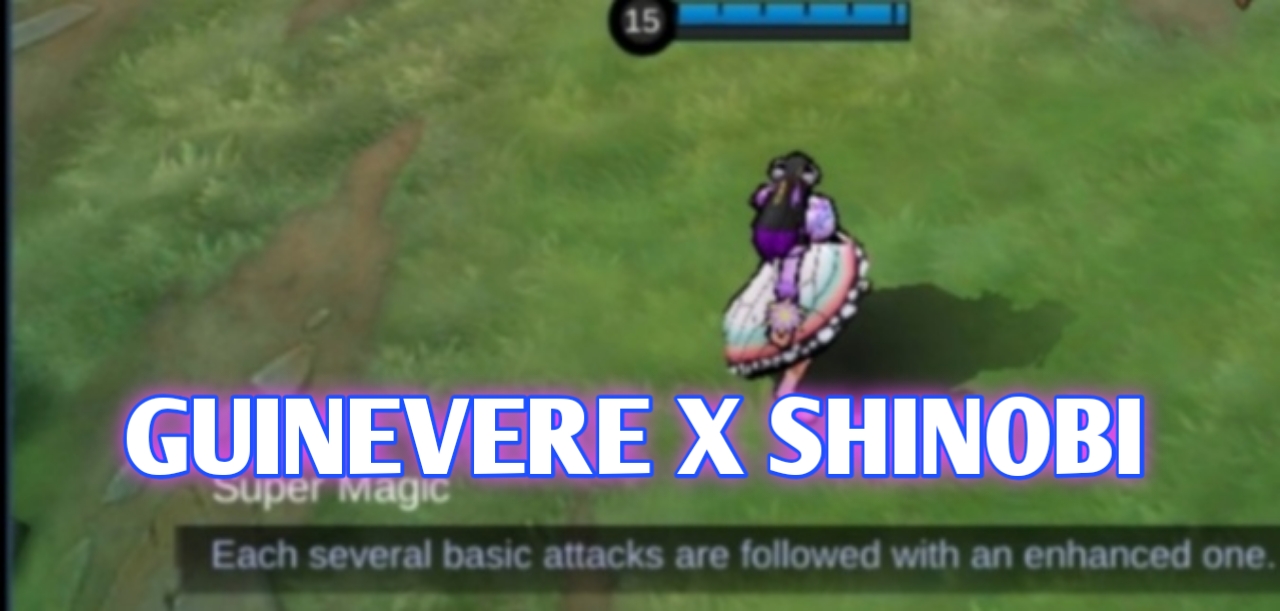 15
GUINEVERE X SHINOBI
Super Magic
Each several basic attacks are followed with an enhanced one.